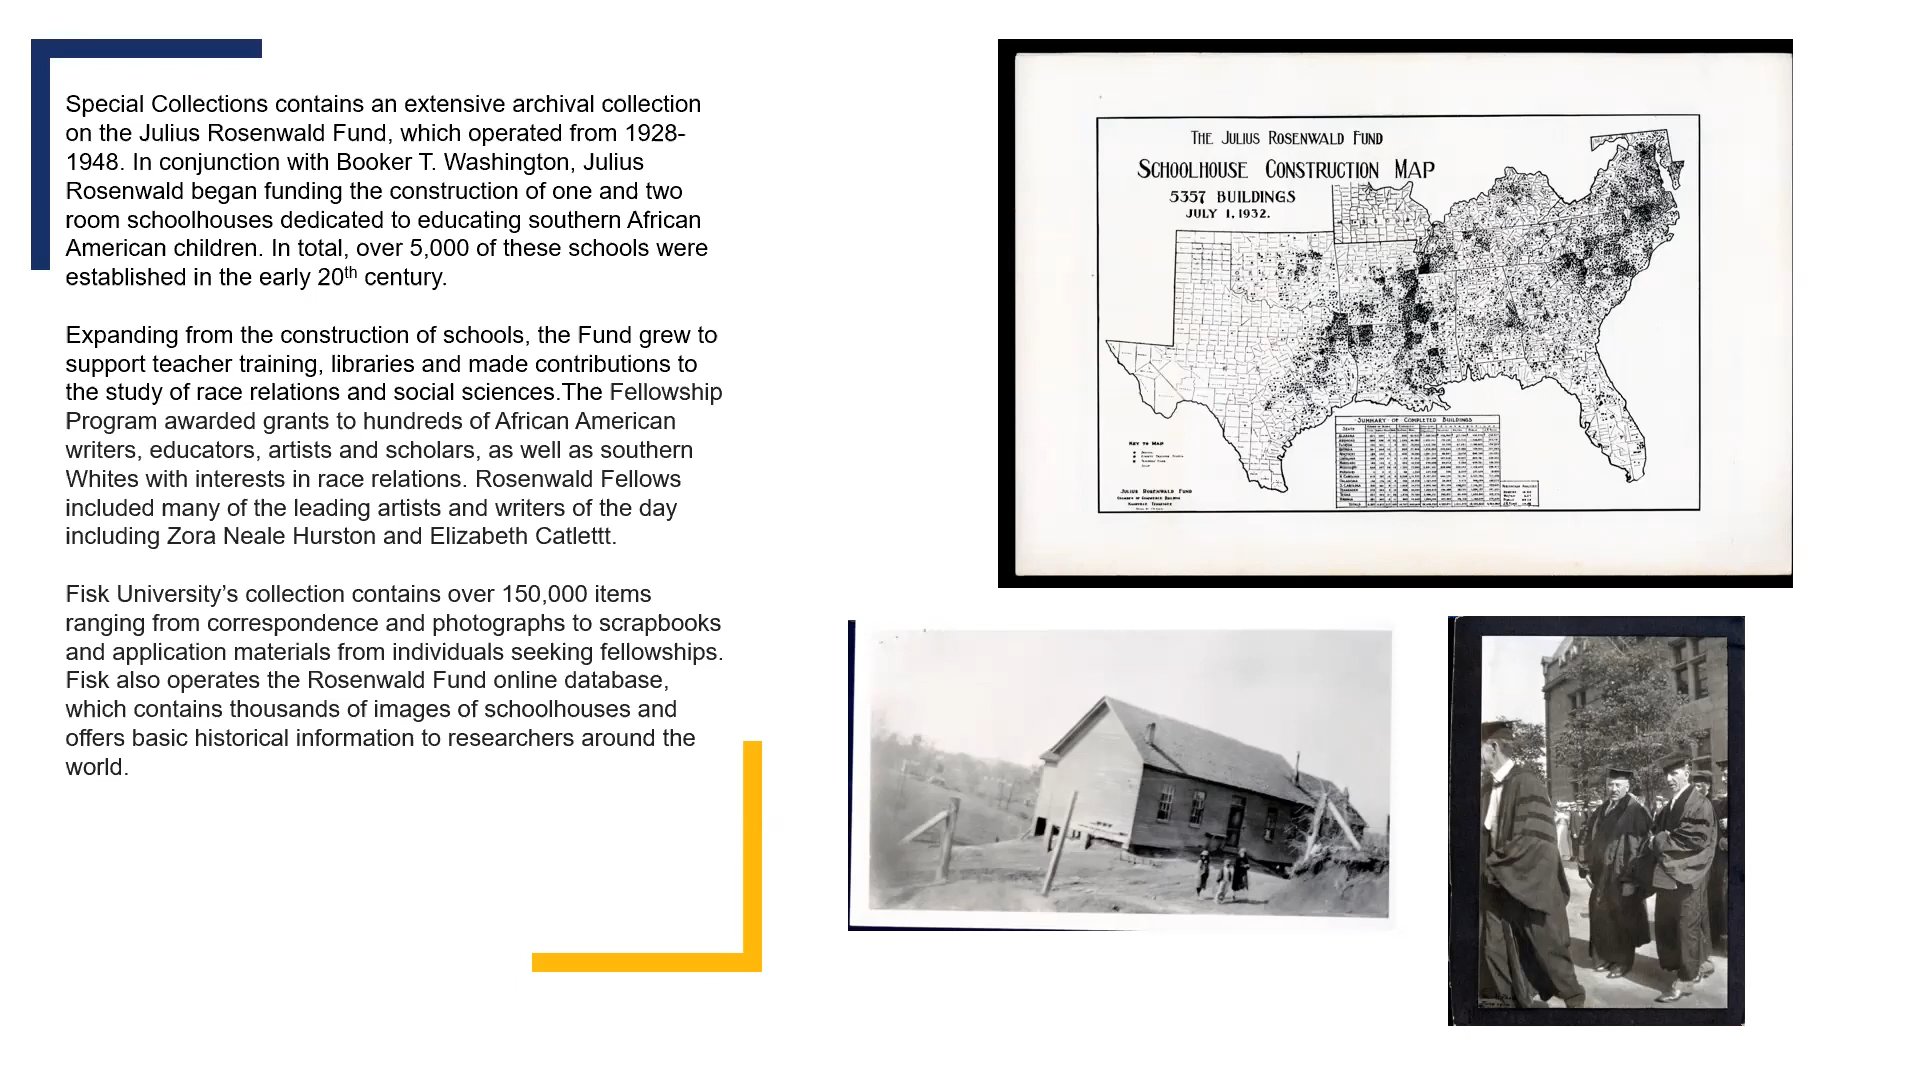 Special Collections contains an extensive archival collection
on the Julius Rosenwald Fund, which operated from 1928-
1948. In conjunction with Booker T. Washington, Julius
Rosenwald began funding the construction of one and two
room schoolhouses dedicated to educating southern African
American children. In total, over 5,000 of these schools were
established in the early 20th century.
Expanding from the construction of schools, the Fund grew to
support teacher training, libraries and made contributions to
the study of race relations and social sciences.The Fellowship
Program awarded grants to hundreds of African American
writers, educators, artists and scholars, as well as southern
Whites with interests in race relations. Rosenwald Fellows
included many of the leading artists and writers of the day
including Zora Neale Hurston and Elizabeth Catlettt.
Fisk University’s collection contains over 150,000 items
ranging from correspondence and photographs to scrapbooks
and application materials from individuals seeking fellowships.
Fisk also operates the Rosenwald Fund online database,
which contains thousands of images of schoolhouses and
offers basic historical information to researchers around the
world.
THE JULIUS ROSENWALD FUND
SCHOOLHOUSE CONSTRUCTION MAP
5357 BUILDINGS
JULY 1, 1932.
SUMMARY OF COMPLETED BUILDINGS
KEY TO MAP
JULIUS ROSENWALD FUND